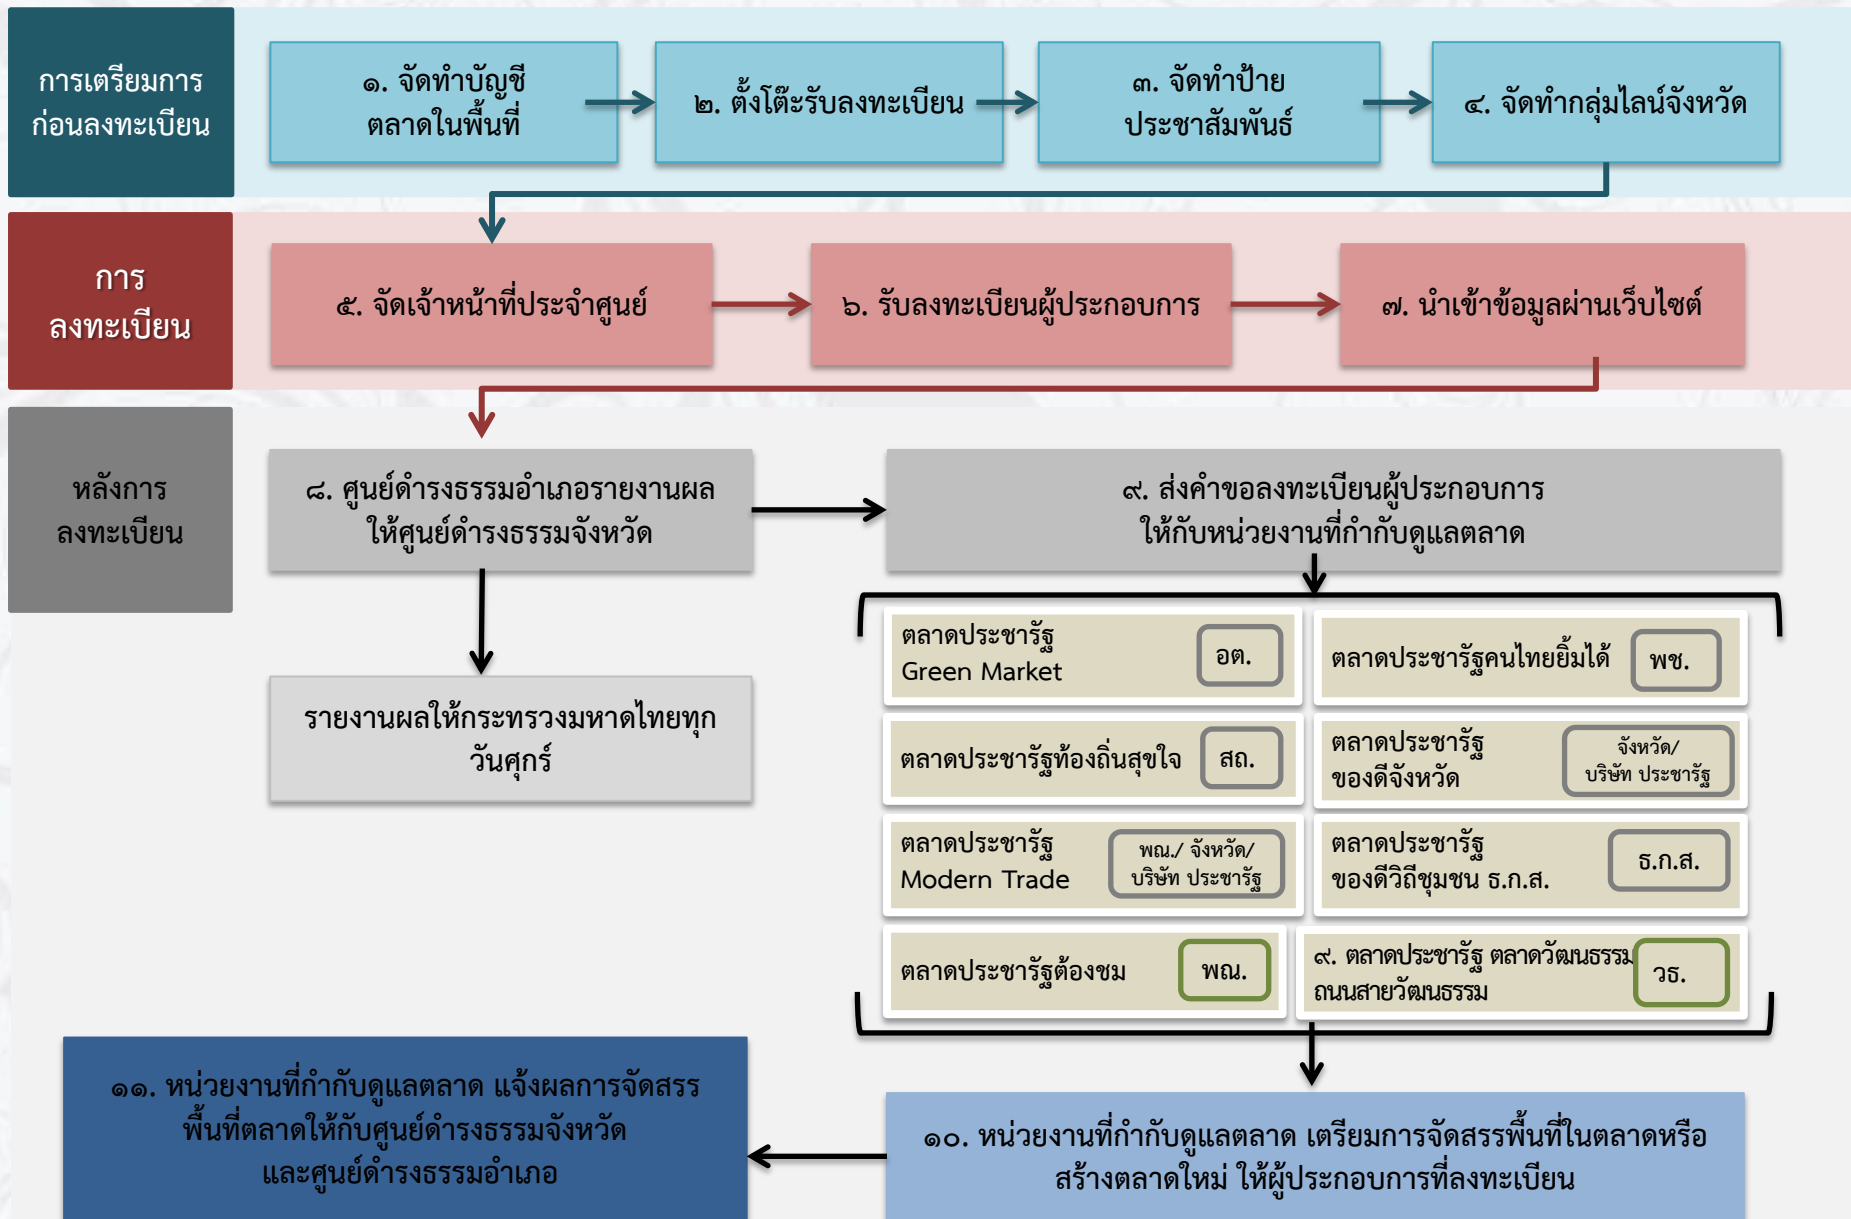 การเตรียมการ
ก่อนลงทะเบียน
๑. จัดทำบัญชี
ตลาดในพื้นที่
๒. ตั้งโต๊ะรับลงทะเบียน
๓. จัดทำป้าย
ประชาสัมพันธ์
๔. จัดทำกลุ่มไลน์จังหวัด
การ
ลงทะเบียน
๕. จัดเจ้าหน้าที่ประจำศูนย์
๖. รับลงทะเบียนผู้ประกอบการ
๗. นำเข้าข้อมูลผ่านเว็บไซต์
หลังการ
ลงทะเบียน
๘. ศูนย์ดำรงธรรมอำเภอรายงานผล
ให้ศูนย์ดำรงธรรมจังหวัด
๙. ส่งคำขอลงทะเบียนผู้ประกอบการ
ให้กับหน่วยงานที่กำกับดูแลตลาด
รายงานผลให้กระทรวงมหาดไทยทุก
วันศุกร์
ตลาดประชารัฐ
Green Market
อต.
ตลาดประชารัฐคนไทยยิ้มได้
พช.
ตลาดประชารัฐท้องถิ่นสุขใจ
สถ.
ตลาดประชารัฐ
ของดีจังหวัด
จังหวัด/
บริษัท ประชารัฐ
ตลาดประชารัฐ
Modern Trade
พณ./ จังหวัด/
บริษัท ประชารัฐ
ตลาดประชารัฐ
ของดีวิถีชุมชน ธ.ก.ส.
ธ.ก.ส.
ตลาดประชารัฐต้องชม
พณ.
๙. ตลาดประชารัฐ ตลาดวัฒนธรรม
ถนนสายวัฒนธรรม
วธ.
๑๑. หน่วยงานที่กำกับดูแลตลาด แจ้งผลการจัดสรร
พื้นที่ตลาดให้กับศูนย์ดำรงธรรมจังหวัด
และศูนย์ดำรงธรรมอำเภอ
๑๐. หน่วยงานที่กำกับดูแลตลาด เตรียมการจัดสรรพื้นที่ในตลาดหรือ
สร้างตลาดใหม่ ให้ผู้ประกอบการที่ลงทะเบียน